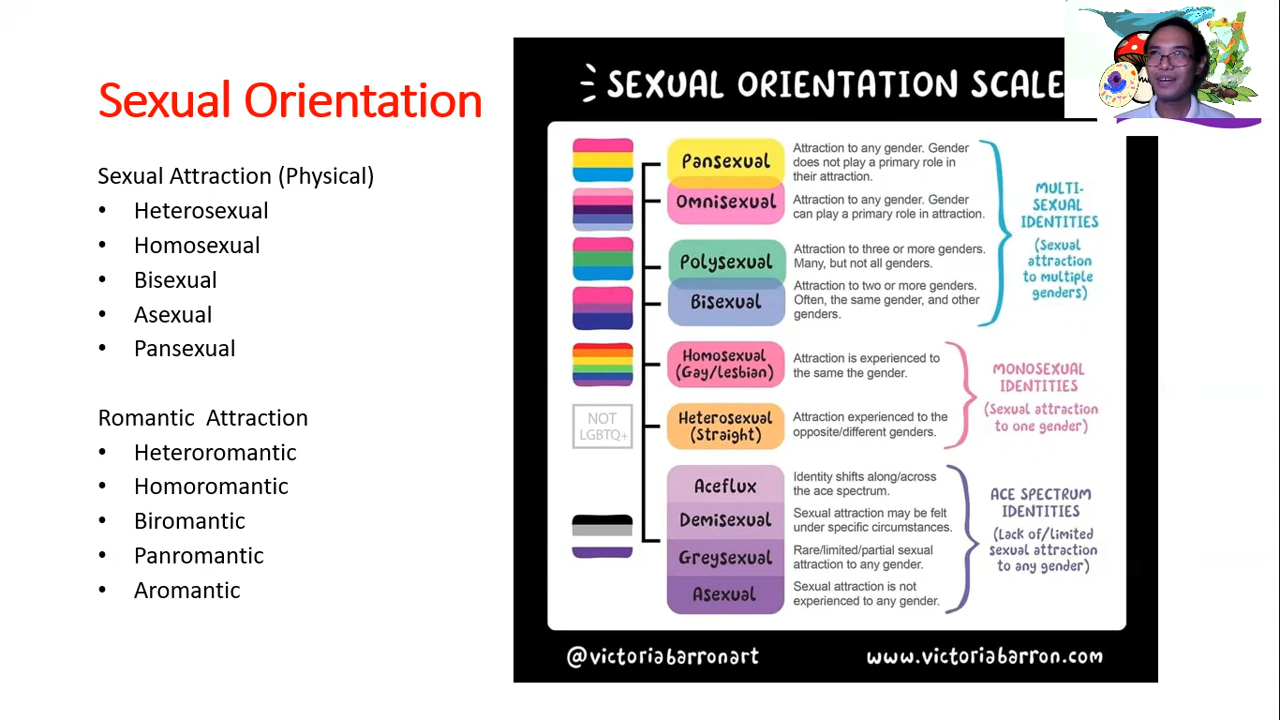 Sexual Orientation
Sexual Attraction (Physical)
• Heterosexual
• Homosexual
• Bisexual
• Asexual
• Pansexual
Romantic Attraction
• Heteroromantic
• Homoromantic
• Biromantic
• Panromantic
• Aromantic
SEXUAL ORIENTATION SCALE
Pansexual
Attraction to any gender. Gender
does not play a primary role in
their attraction.
Omnisexual
Attraction to any gender. Gender
can play a primary role in attraction.
Polysexual
Attraction to three or more genders.
Many, but not all genders.
Bisexual
Attraction to two or more genders.
Often, the same gender, and other
genders.
MULTI-
SEXUAL
IDENTITIES
(Sexual
attraction
to multiple
genders)
Homosexual
(Gay/lesbian)
Attraction is experienced to
the same the gender.
NOT
LGBTQ+
Heterosexual
(Straight)
Attraction experienced to the
opposite/different genders.
MONOSEXUAL
IDENTITIES
(Sexual attraction
to one gender)
Aceflux
Identity shifts along/across
the ace spectrum.
Demisexual
Sexual attraction may be felt
under specific circumstances.
Greysexual
Rare/limited/partial sexual
attraction to any gender.
Asexual
Sexual attraction is not
experienced to any gender.
ACE SPECTRUM
IDENTITIES
(Lack of/limited
sexual attraction
to any gender)
@victoriabarronart
www.victoriabarron.com